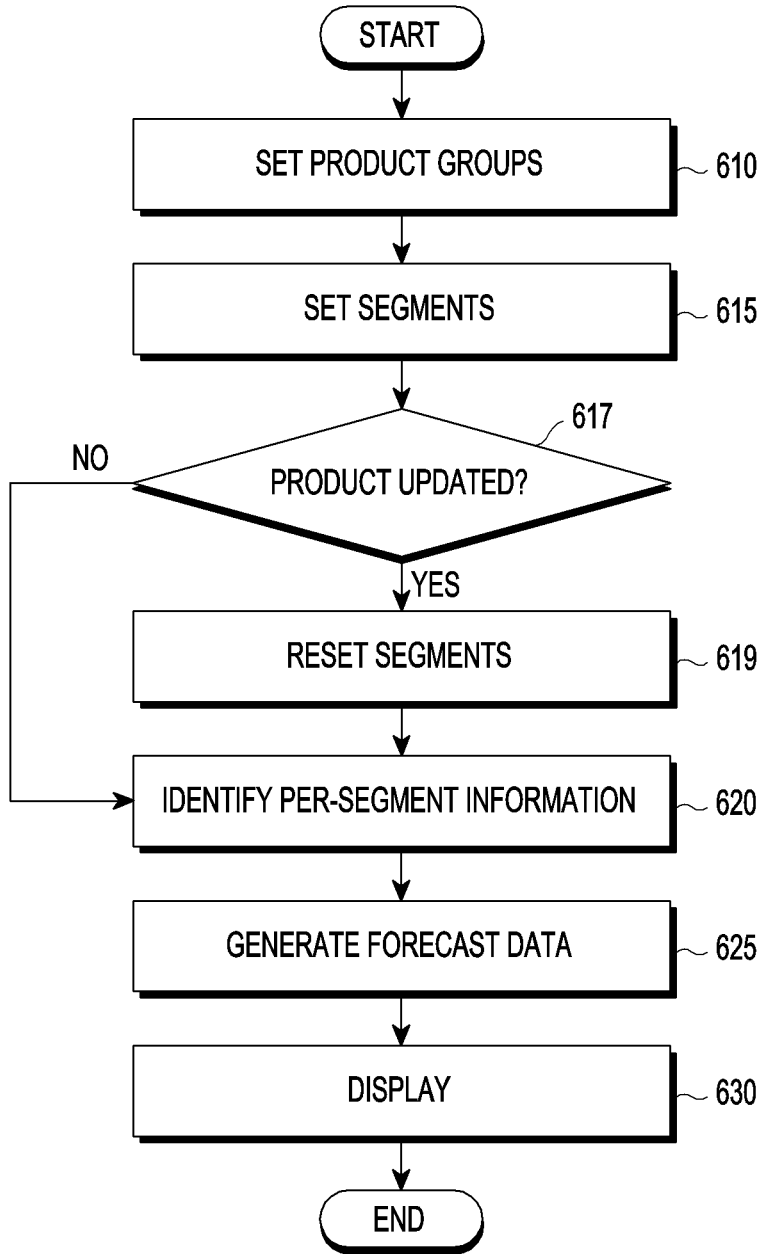 START
SET PRODUCT GROUPS
610
SET SEGMENTS
615
617
NO
PRODUCT UPDATED?
YES
RESET SEGMENTS
619
IDENTIFY PER-SEGMENT INFORMATION
620
GENERATE FORECAST DATA
625
DISPLAY
630
END